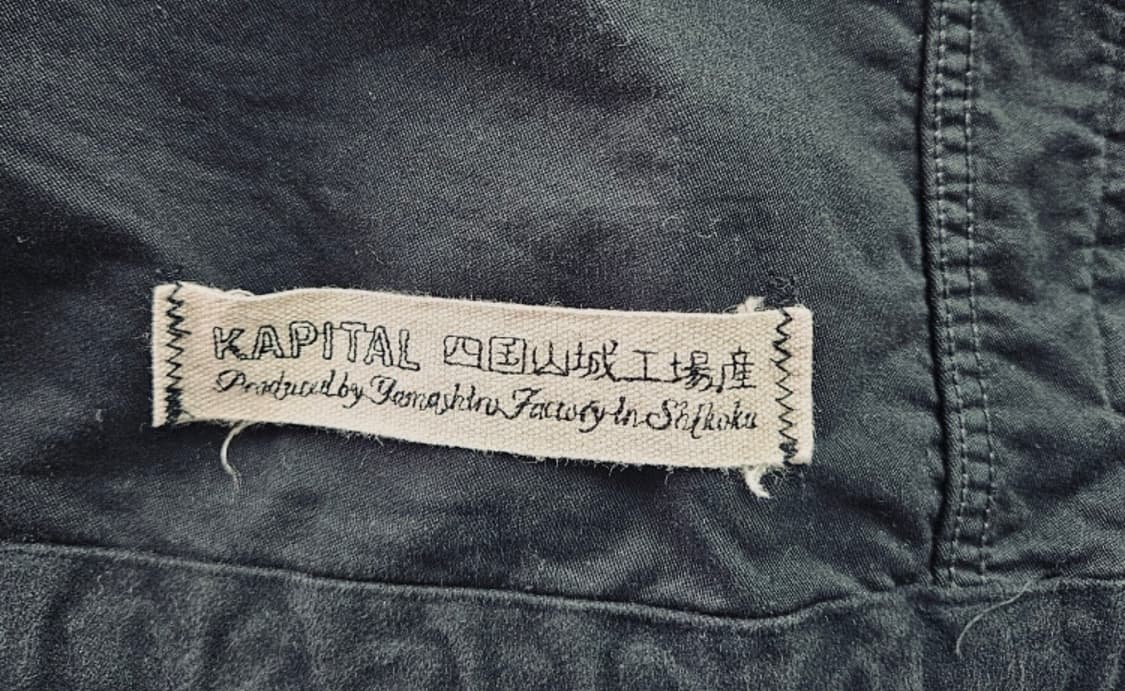 KAPITAL 四国山城工場産
Produced by Yamashiro Factory in Shikoku